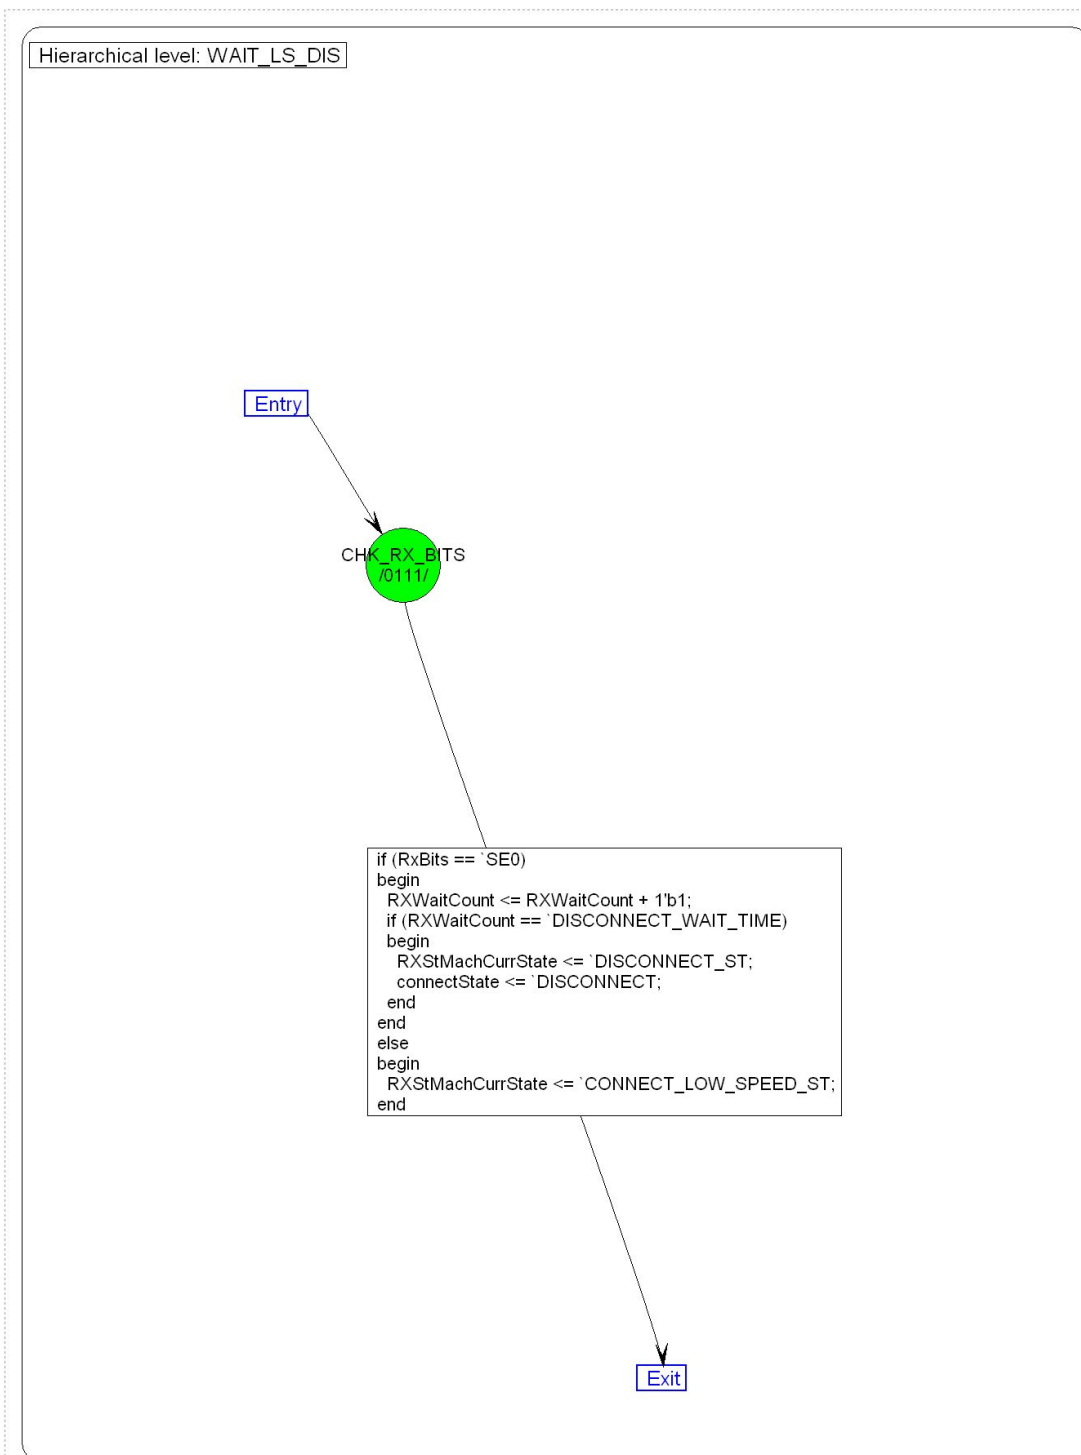 Hierarchical level: WAIT_LS_DIS
Entry
CHK_RX_BITS
/0111/
if (RxBits == `SE0)
begin
  RXWaitCount <= RXWaitCount + 1'b1;
  if (RXWaitCount == `DISCONNECT_WAIT_TIME)
  begin
    RXStMachCurrState <= `DISCONNECT_ST;
    connectState <= `DISCONNECT;
  end
end
else
begin
  RXStMachCurrState <= `CONNECT_LOW_SPEED_ST;
end
Exit